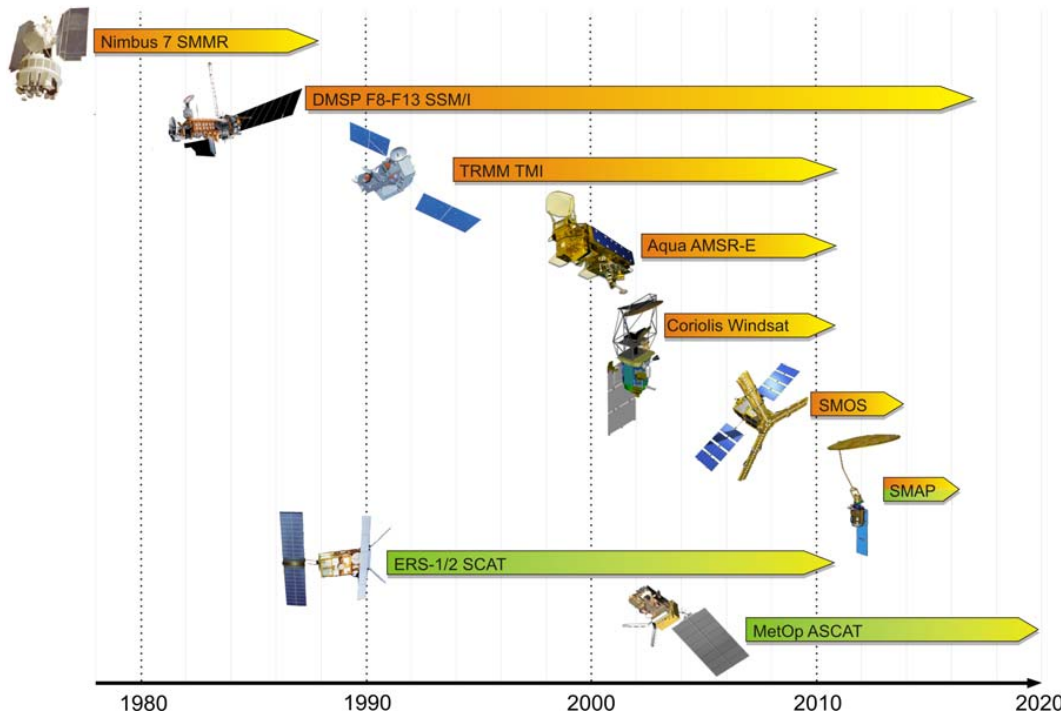 Nimbus 7 SMMR
DMSP F8-F13 SSM/I
TRMM TMI
Aqua AMSR-E
Coriolis Windsat
SMOS
SMAP
ERS-1/2 SCAT
MetOp ASCAT
1980 1990 2000 2010 2020